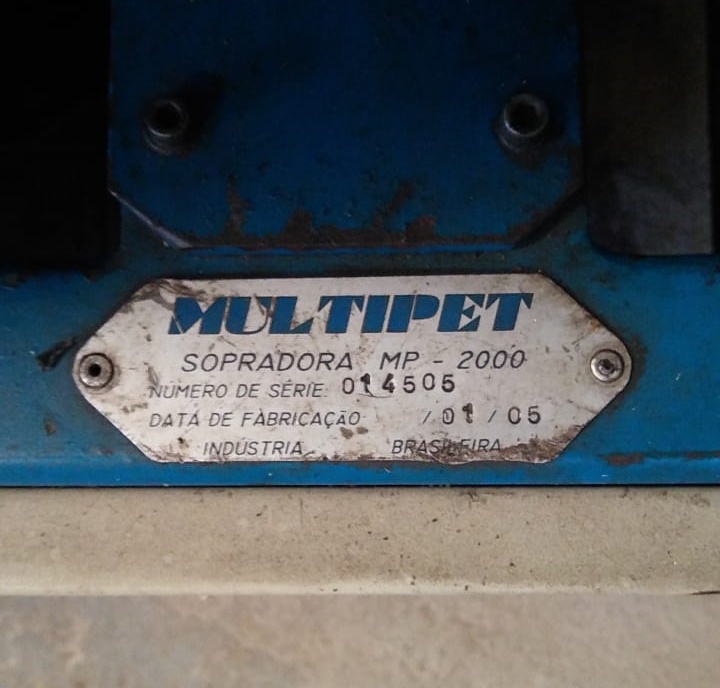 MULTIPET
SOPRADORA MP - 2000
NÚMERO DE SÉRIE: 014505
DATA DE FABRICAÇÃO /01/05
INDÚSTRIA BRASILEIRA